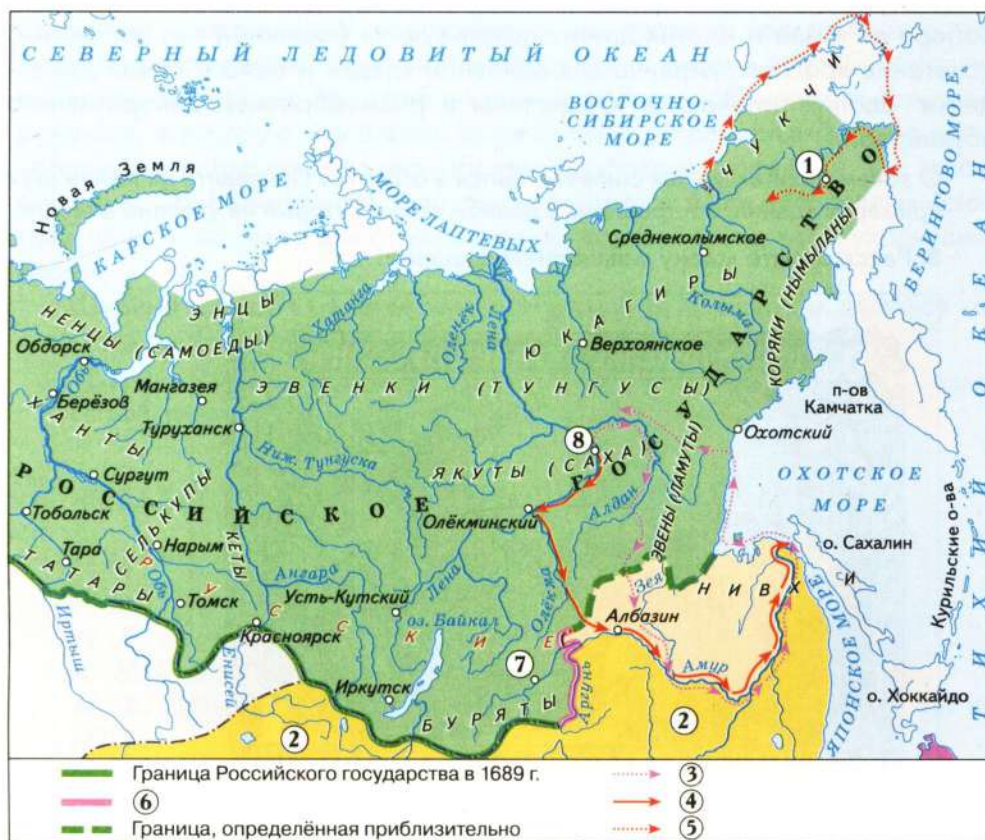 СЕВЕРНЫЙ ЛЕДОВИТЫЙ ОКЕАН
ВОСТОЧНО-
СИБИРСКОЕ
МОРЕ
ЧУКЧИ
БЕРИНГОВО МОРЕ
Новая Земля
КАРСКОЕ МОРЕ
МОРЕ ЛАПТЕВЫХ
1
Среднеколымское
Колыма
КОРЯКИ (НЫМЫЛАНЫ)
НЕНЦЫ (САМОЕДЫ)
ЭНЦЫ
Хатанга
Оленёк
Лена
ЮКАГИРЫ
Верхоянское
Обдорск
Обь
Берёзов
ХАНТЫ
Мангазея
ЭВЕНКИ (ТУНГУСЫ)
Туруханск
п-ов
Камчатка
Охотский
8
Сургут
Ниж. Тунгуска
ЯКУТЫ (САХА)
ОХОТСКОЕ
МОРЕ
РОССИЙСКОЕ ГОСУДАРСТВО
Тобольск
СЕЛЬКУПЫ
Олёкминский
Алдан
ЭВЕНЫ (ЛАМУТЫ)
Тара
Нарым
КЕТЫ
о. Сахалин
ТАТАРЫ
Обь
Ангара
Усть-Кутский
Лена
Олёкма
Зея
НИВХИ
Курильские о-ва
Томск
РУССКИЕ
Иртыш
Красноярск
оз. Байкал
Албазин
Амур
ЯПОНСКОЕ МОРЕ
ТИХИЙ ОКЕАН
Енисей
7
Иркутск
БУРЯТЫ
Аргунь
о. Хоккайдо
2
2
Граница Российского государства в 1689 г.
3
6
4
Граница, определённая приблизительно
5